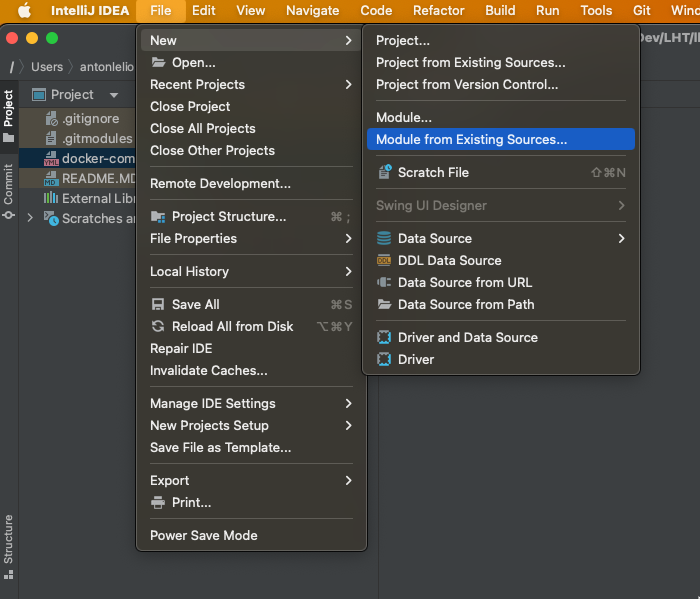 IntelliJ IDEA File Edit View Navigate Code Refactor Build Run Tools Git
Dev/LHT/
/ Users antonlelio
Project
Project
Commit
Structure
.gitignore
.gitmodules
docker-com
README.MD
External Libr
Scratches a
New
Open...
Recent Projects
Close Project
Close All Projects
Close Other Projects
Remote Development...
Project Structure... ⌘ ;
File Properties
Local History
Save All ⌘S
Reload All from Disk ⌥⌘Y
Repair IDE
Invalidate Caches...
Manage IDE Settings
New Projects Setup
Save File as Template...
Export
Print...
Power Save Mode
Project...
Project from Existing Sources...
Project from Version Control...
Module...
Module from Existing Sources...
Scratch File ⇧⌘N
Swing UI Designer
Data Source
DDL Data Source
Data Source from URL
Data Source from Path
Driver and Data Source
Driver